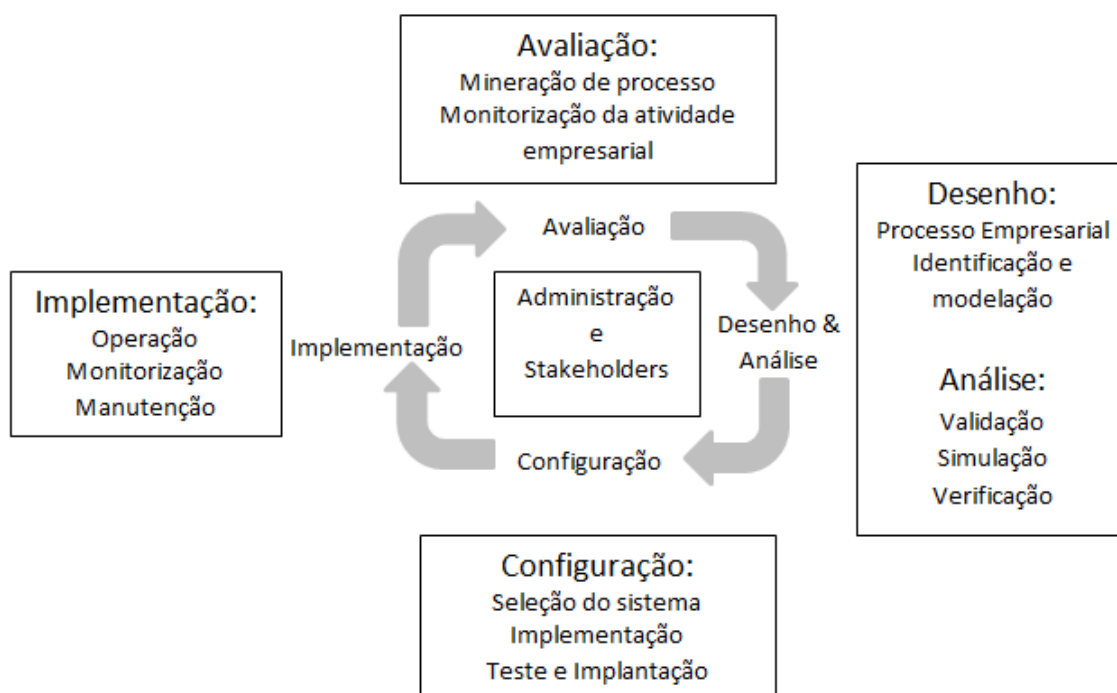 Avaliação:
Mineração de processo
Monitorização da atividade
empresarial
Desenho:
Processo Empresarial
Identificação e
modelação
Análise:
Validação
Simulação
Verificação
Avaliação
Implementação:
Operação
Monitorização
Manutenção
Implementação
Administração
e
Stakeholders
Desenho &
Análise
Configuração
Configuração:
Seleção do sistema
Implementação
Teste e Implantação